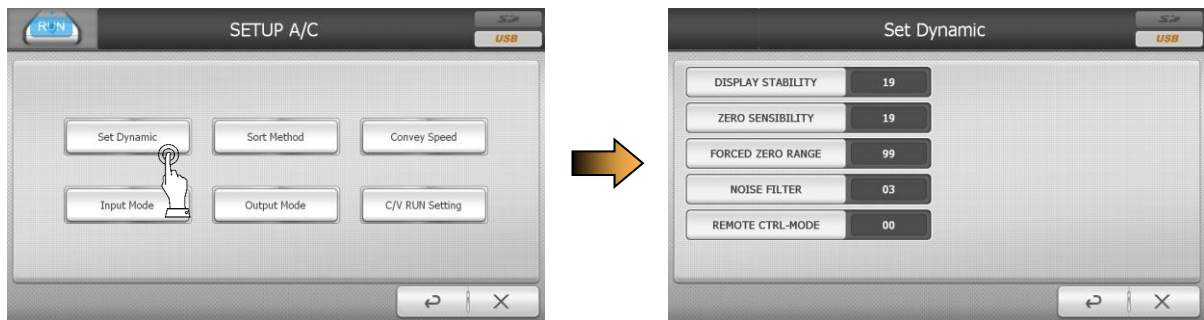 RUN
SETUP A/C
USB
Set Dynamic
Sort Method
Convey Speed
Input Mode
Output Mode
C/V RUN Setting
Set Dynamic
USB
DISPLAY STABILITY 19
ZERO SENSIBILITY 19
FORCED ZERO RANGE 99
NOISE FILTER 03
REMOTE CTRL-MODE 00